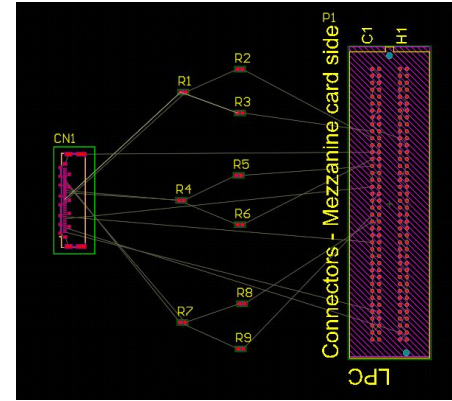 P1
C1
H1
R2
R1
R3
CN1
R5
R4
R6
R8
R7
R9
Connectors - Mezzanine card side
LPC